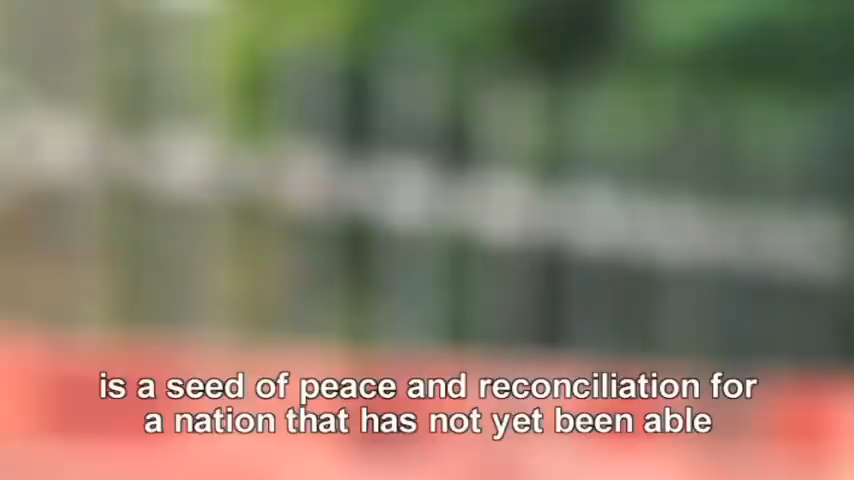 is a seed of peace and reconciliation for
a nation that has not yet been able